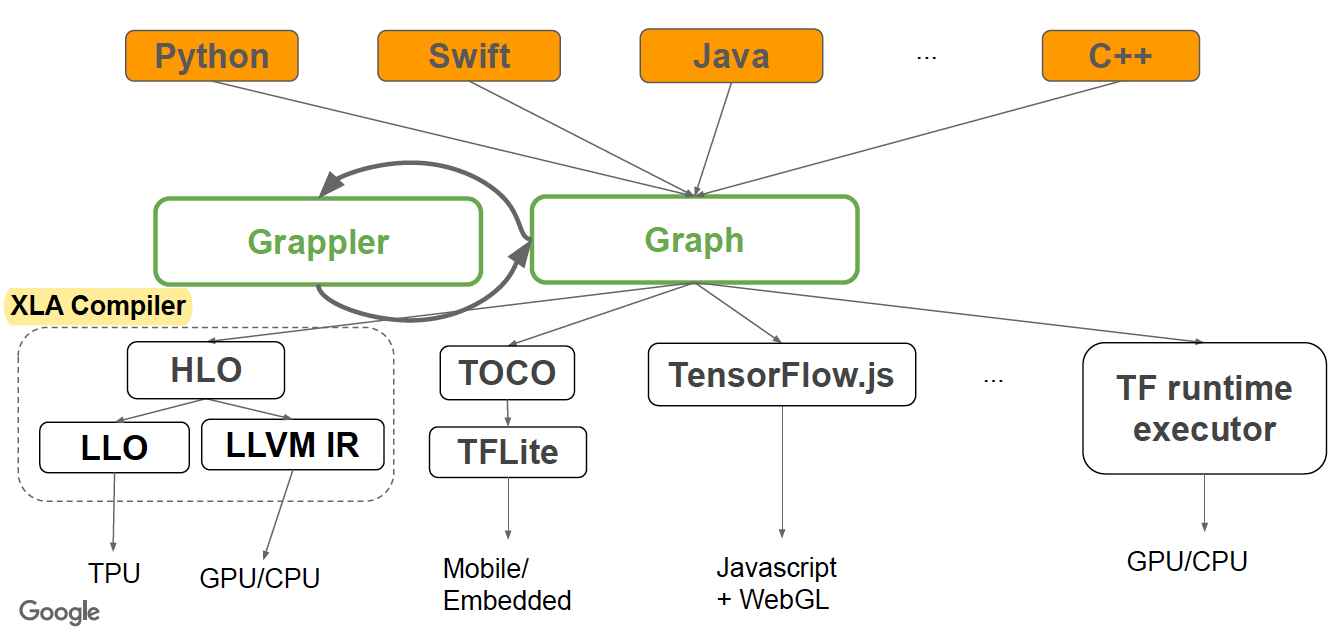 Python
Swift
Java
...
C++
Grappler
Graph
XLA Compiler
HLO
TOCO
TensorFlow.js
...
TF runtime
executor
LLO
LLVM IR
TFLite
TPU
GPU/CPU
Mobile/
Embedded
Javascript
+ WebGL
GPU/CPU
Google